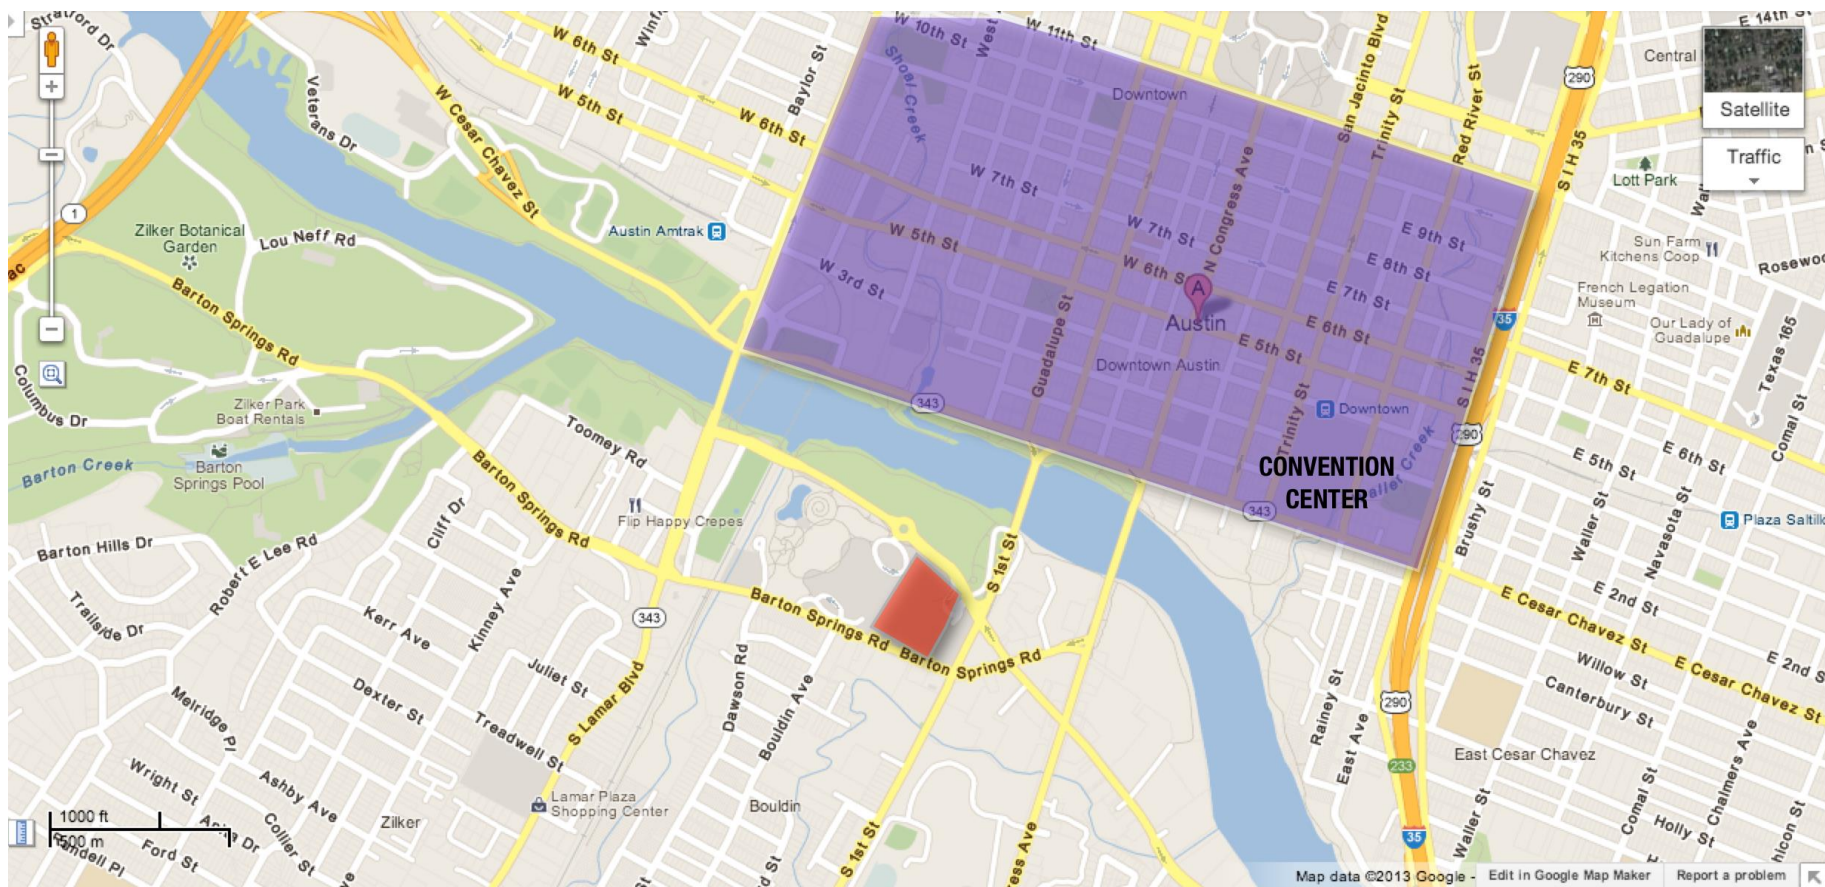 Stratford Dr
W 6th St
W 10th St
W 11th St
San Jacinto Blvd
E 14th St
290
Central
Veterans Dr
W Cesar Chavez St
W 5th St
Baylor St
W 6th St
Shoal Creek
Downtown
Trinity St
Red River St
Satellite
Traffic
S I H 35
Lott Park
1
Zilker Botanical
Garden
Lou Neff Rd
Austin Amtrak
W 7th St
W 5th St
W 7th St
N Congress Ave
E 9th St
E 8th St
E 7th St
Sun Farm
Kitchens Coop
French Legation
Museum
Our Lady of
Guadalupe
W 3rd St
W 6th St
A
Austin
E 6th St
E 5th St
35
Barton Springs Rd
Guadalupe St
Downtown Austin
S I H 35
E 7th St
Texas 165
Columbus Dr
Zilker Park
Boat Rentals
343
Trinity St
Downtown
290
Comal St
Toomey Rd
Barton Creek
Barton
Springs Pool
Barton Springs Rd
CONVENTION
CENTER
343
E 5th St
E 6th St
Flip Happy Crepes
Cliff Dr
Brushy St
Waller St
Navasota St
Barton Hills Dr
Robert E Lee Rd
S 1st St
Trailside Dr
Kerr Ave
Kinney Ave
343
Barton Springs Rd
Barton Springs Rd
E Cesar Chavez St
E 2nd St
E Cesar Chavez St
Juliet St
Dexter St
S Lamar Blvd
Dawson Rd
Bouldin Ave
Willow St
Canterbury St
Melridge Pl
Treadwell St
Rainey St
East Ave
290
East Cesar Chavez
Wright St
Ashby Ave
Lamar Plaza
Shopping Center
Bouldin
233
Comal St
Chalmers Ave
1000 ft
500 m
Collier St
Zilker
Ford St
S 1st St
35
Waller St
Holly St
Map data ©2013 Google - Edit in Google Map Maker Report a problem